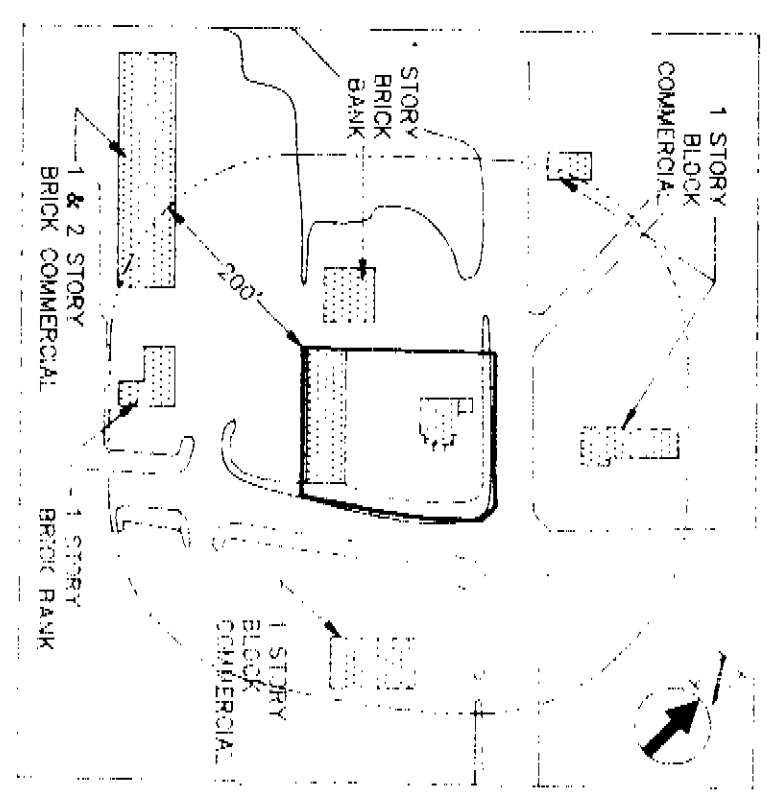 1 STORY
BLOCK
COMMERCIAL
STORY
BRICK
BANK
200'
1 & 2 STORY
BRICK COMMERCIAL
1 STORY
BRICK BANK
1 STORY
BLOCK
COMMERCIAL